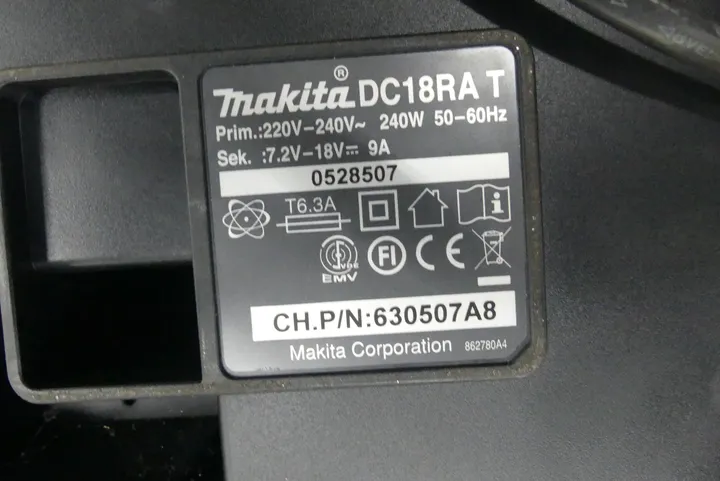 makita® DC18RA T
Prim.:220V-240V~ 240W 50-60Hz
Sek. :7.2V-18V⎓ 9A
0528507
T6.3A
i
VDE
EMV
FI
CE
CH.P/N:630507A8
Makita Corporation 862780A4